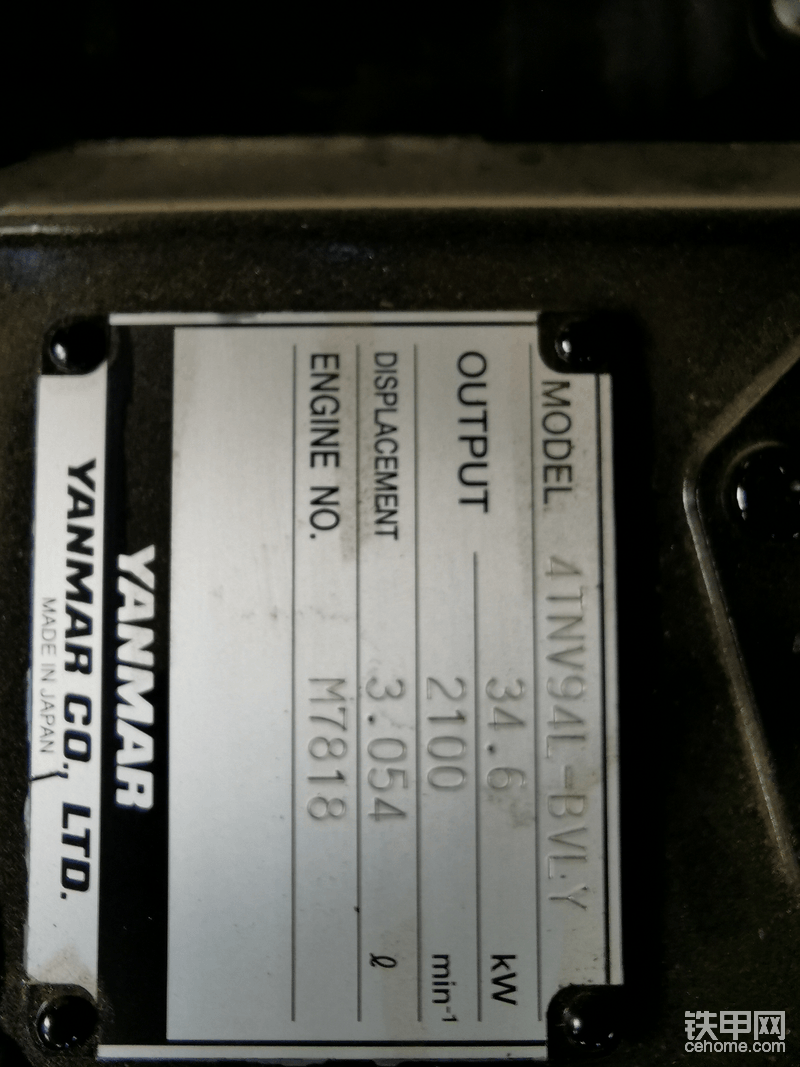 MODEL 4TNV94L-BVLY
OUTPUT 34.6 kW
2100 min-1
DISPLACEMENT 3.054 ℓ
ENGINE NO. M7818
YANMAR
YANMAR CO., LTD.
MADE IN JAPAN
铁甲网
cehome.com